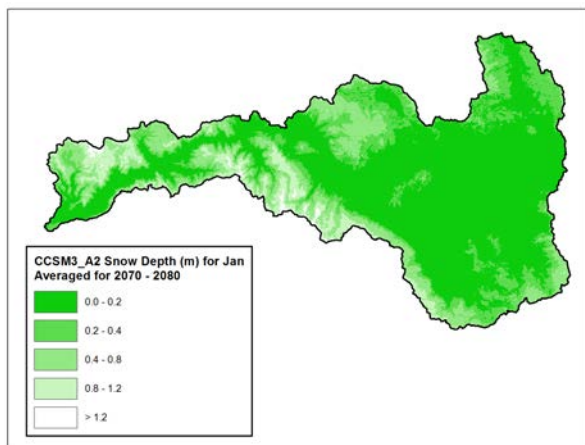 CCSM3_A2 Snow Depth (m) for Jan
Averaged for 2070 - 2080
0.0 - 0.2
0.2 - 0.4
0.4 - 0.8
0.8 - 1.2
> 1.2